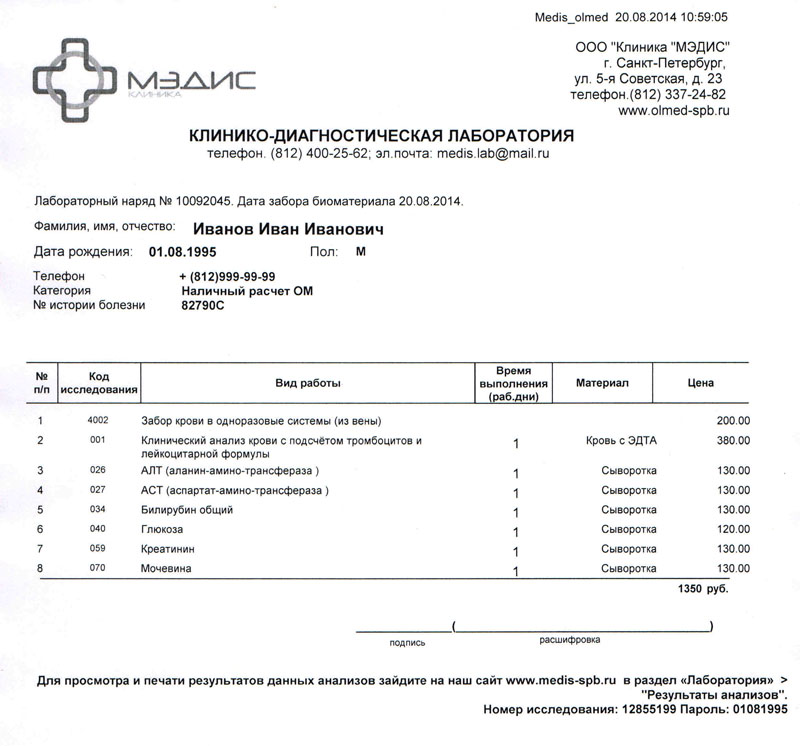 Medis_olmed 20.08.2014 10:59:05
ООО "Клиника "МЭДИС"
г. Санкт-Петербург,
ул. 5-я Советская, д. 23
телефон.(812) 337-24-82
www.olmed-spb.ru
МЭДИС
КЛИНИКА
КЛИНИКО-ДИАГНОСТИЧЕСКАЯ ЛАБОРАТОРИЯ
телефон. (812) 400-25-62; эл.почта: medis.lab@mail.ru
Лабораторный наряд № 10092045. Дата забора биоматериала 20.08.2014.
Фамилия, имя, отчество: Иванов Иван Иванович
Дата рождения: 01.08.1995 Пол: М
Телефон + (812)999-99-99
Категория Наличный расчет ОМ
№ истории болезни 82790С
№ п/п Код исследования Вид работы Время выполнения (раб.дни) Материал Цена
1 4002 Забор крови в одноразовые системы (из вены) 200.00
2 001 Клинический анализ крови с подсчётом тромбоцитов и 1 Кровь с ЭДТА 380.00
лейкоцитарной формулы
3 026 АЛТ (аланин-амино-трансфераза ) 1 Сыворотка 130.00
4 027 АСТ (аспартат-амино-трансфераза ) 1 Сыворотка 130.00
5 034 Билирубин общий 1 Сыворотка 130.00
6 040 Глюкоза 1 Сыворотка 120.00
7 059 Креатинин 1 Сыворотка 130.00
8 070 Мочевина 1 Сыворотка 130.00
1350 руб.
( )
подпись расшифровка
Для просмотра и печати результатов данных анализов зайдите на наш сайт www.medis-spb.ru в раздел «Лаборатория» >
"Результаты анализов".
Номер исследования: 12855199 Пароль: 01081995